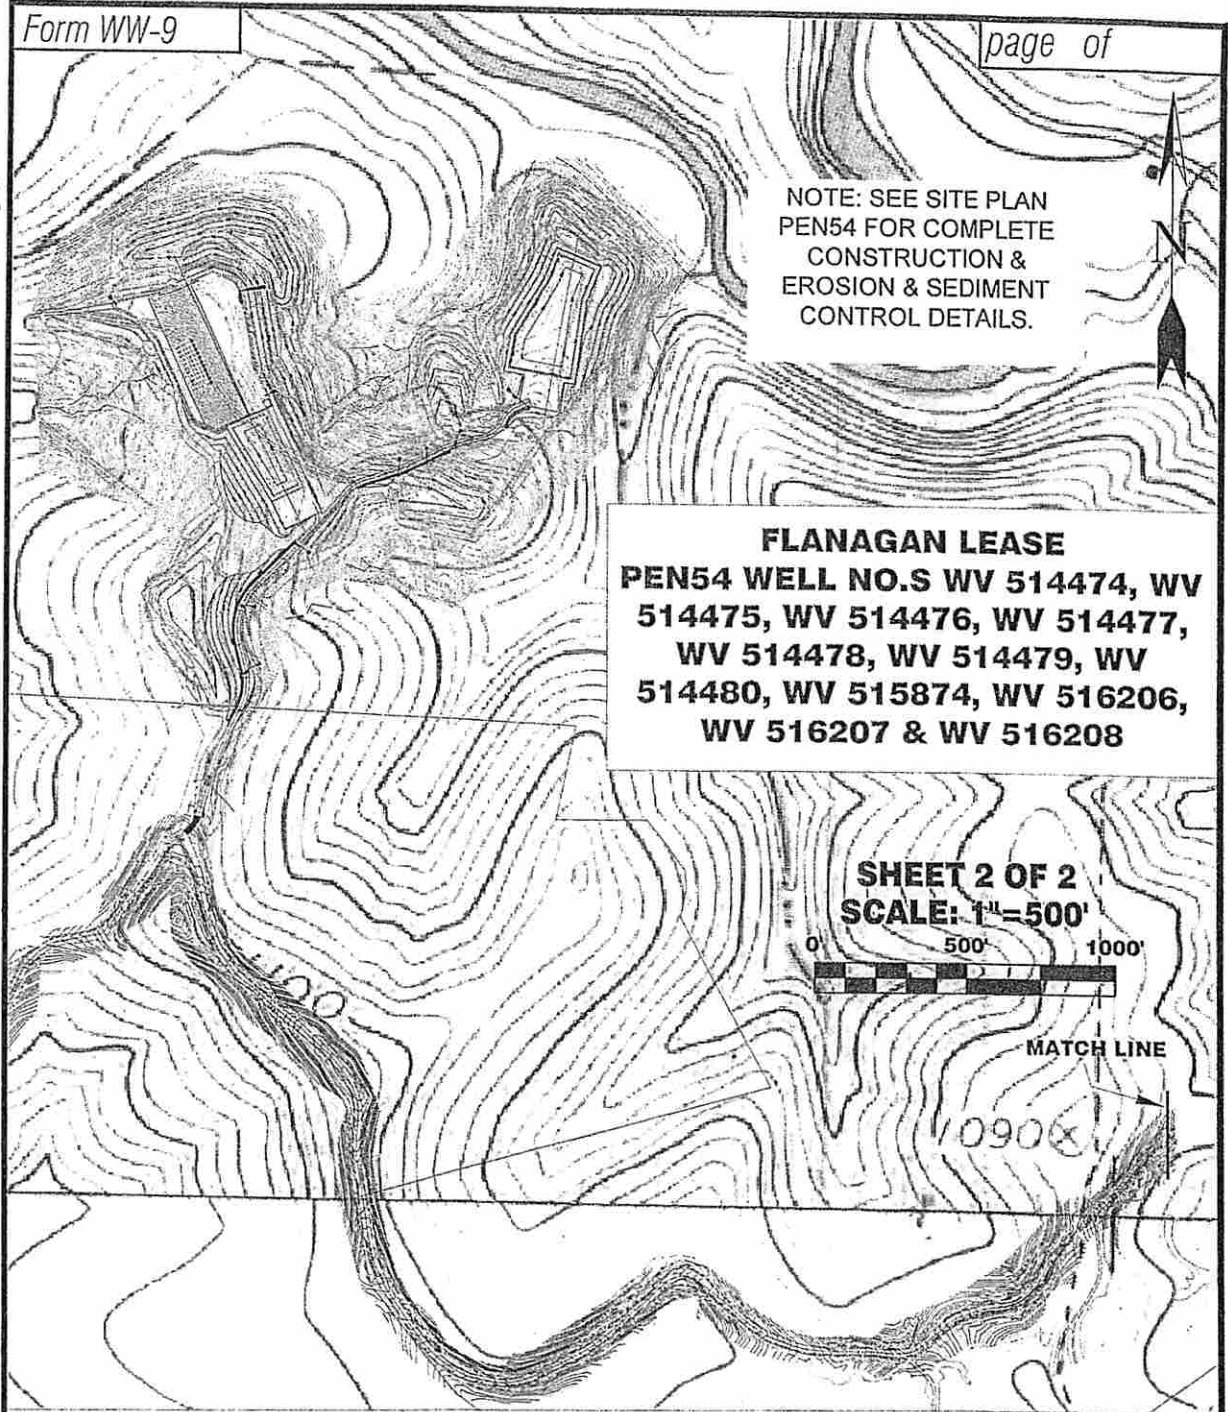 Form WW-9
page of
NOTE: SEE SITE PLAN
PEN54 FOR COMPLETE
CONSTRUCTION &
EROSION & SEDIMENT
CONTROL DETAILS.
N
FLANAGAN LEASE
PEN54 WELL NO.S WV 514474, WV
514475, WV 514476, WV 514477,
WV 514478, WV 514479, WV
514480, WV 515874, WV 516206,
WV 516207 & WV 516208
SHEET 2 OF 2
SCALE: 1"=500'
0' 500' 1000'
MATCH LINE
1090